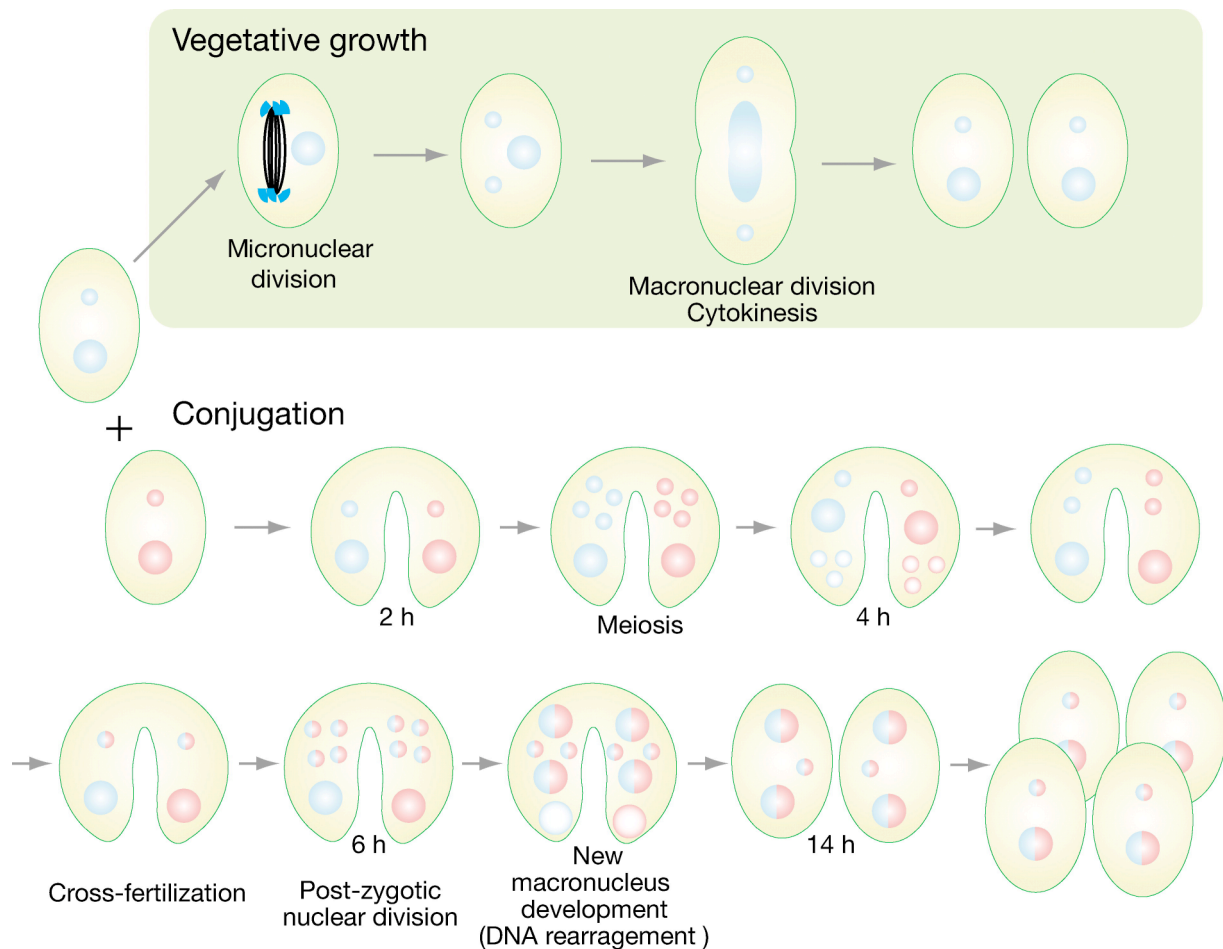 Vegetative growth
Micronuclear
division
Macronuclear division
Cytokinesis
+
Conjugation
2 h
Meiosis
4 h
Cross-fertilization
6 h
Post-zygotic
nuclear division
New
macronucleus
development
(DNA rearragement )
14 h